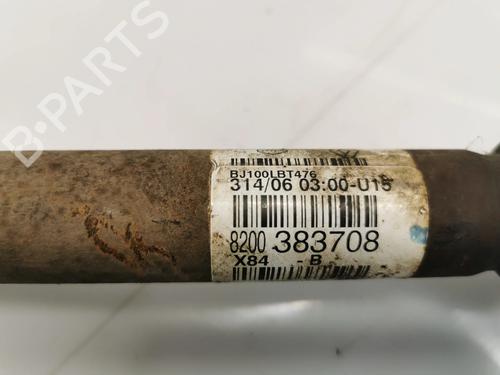 B-PARTS
BJ100LBT476
314/06 03:00-U15
8200 383708
X84 - B